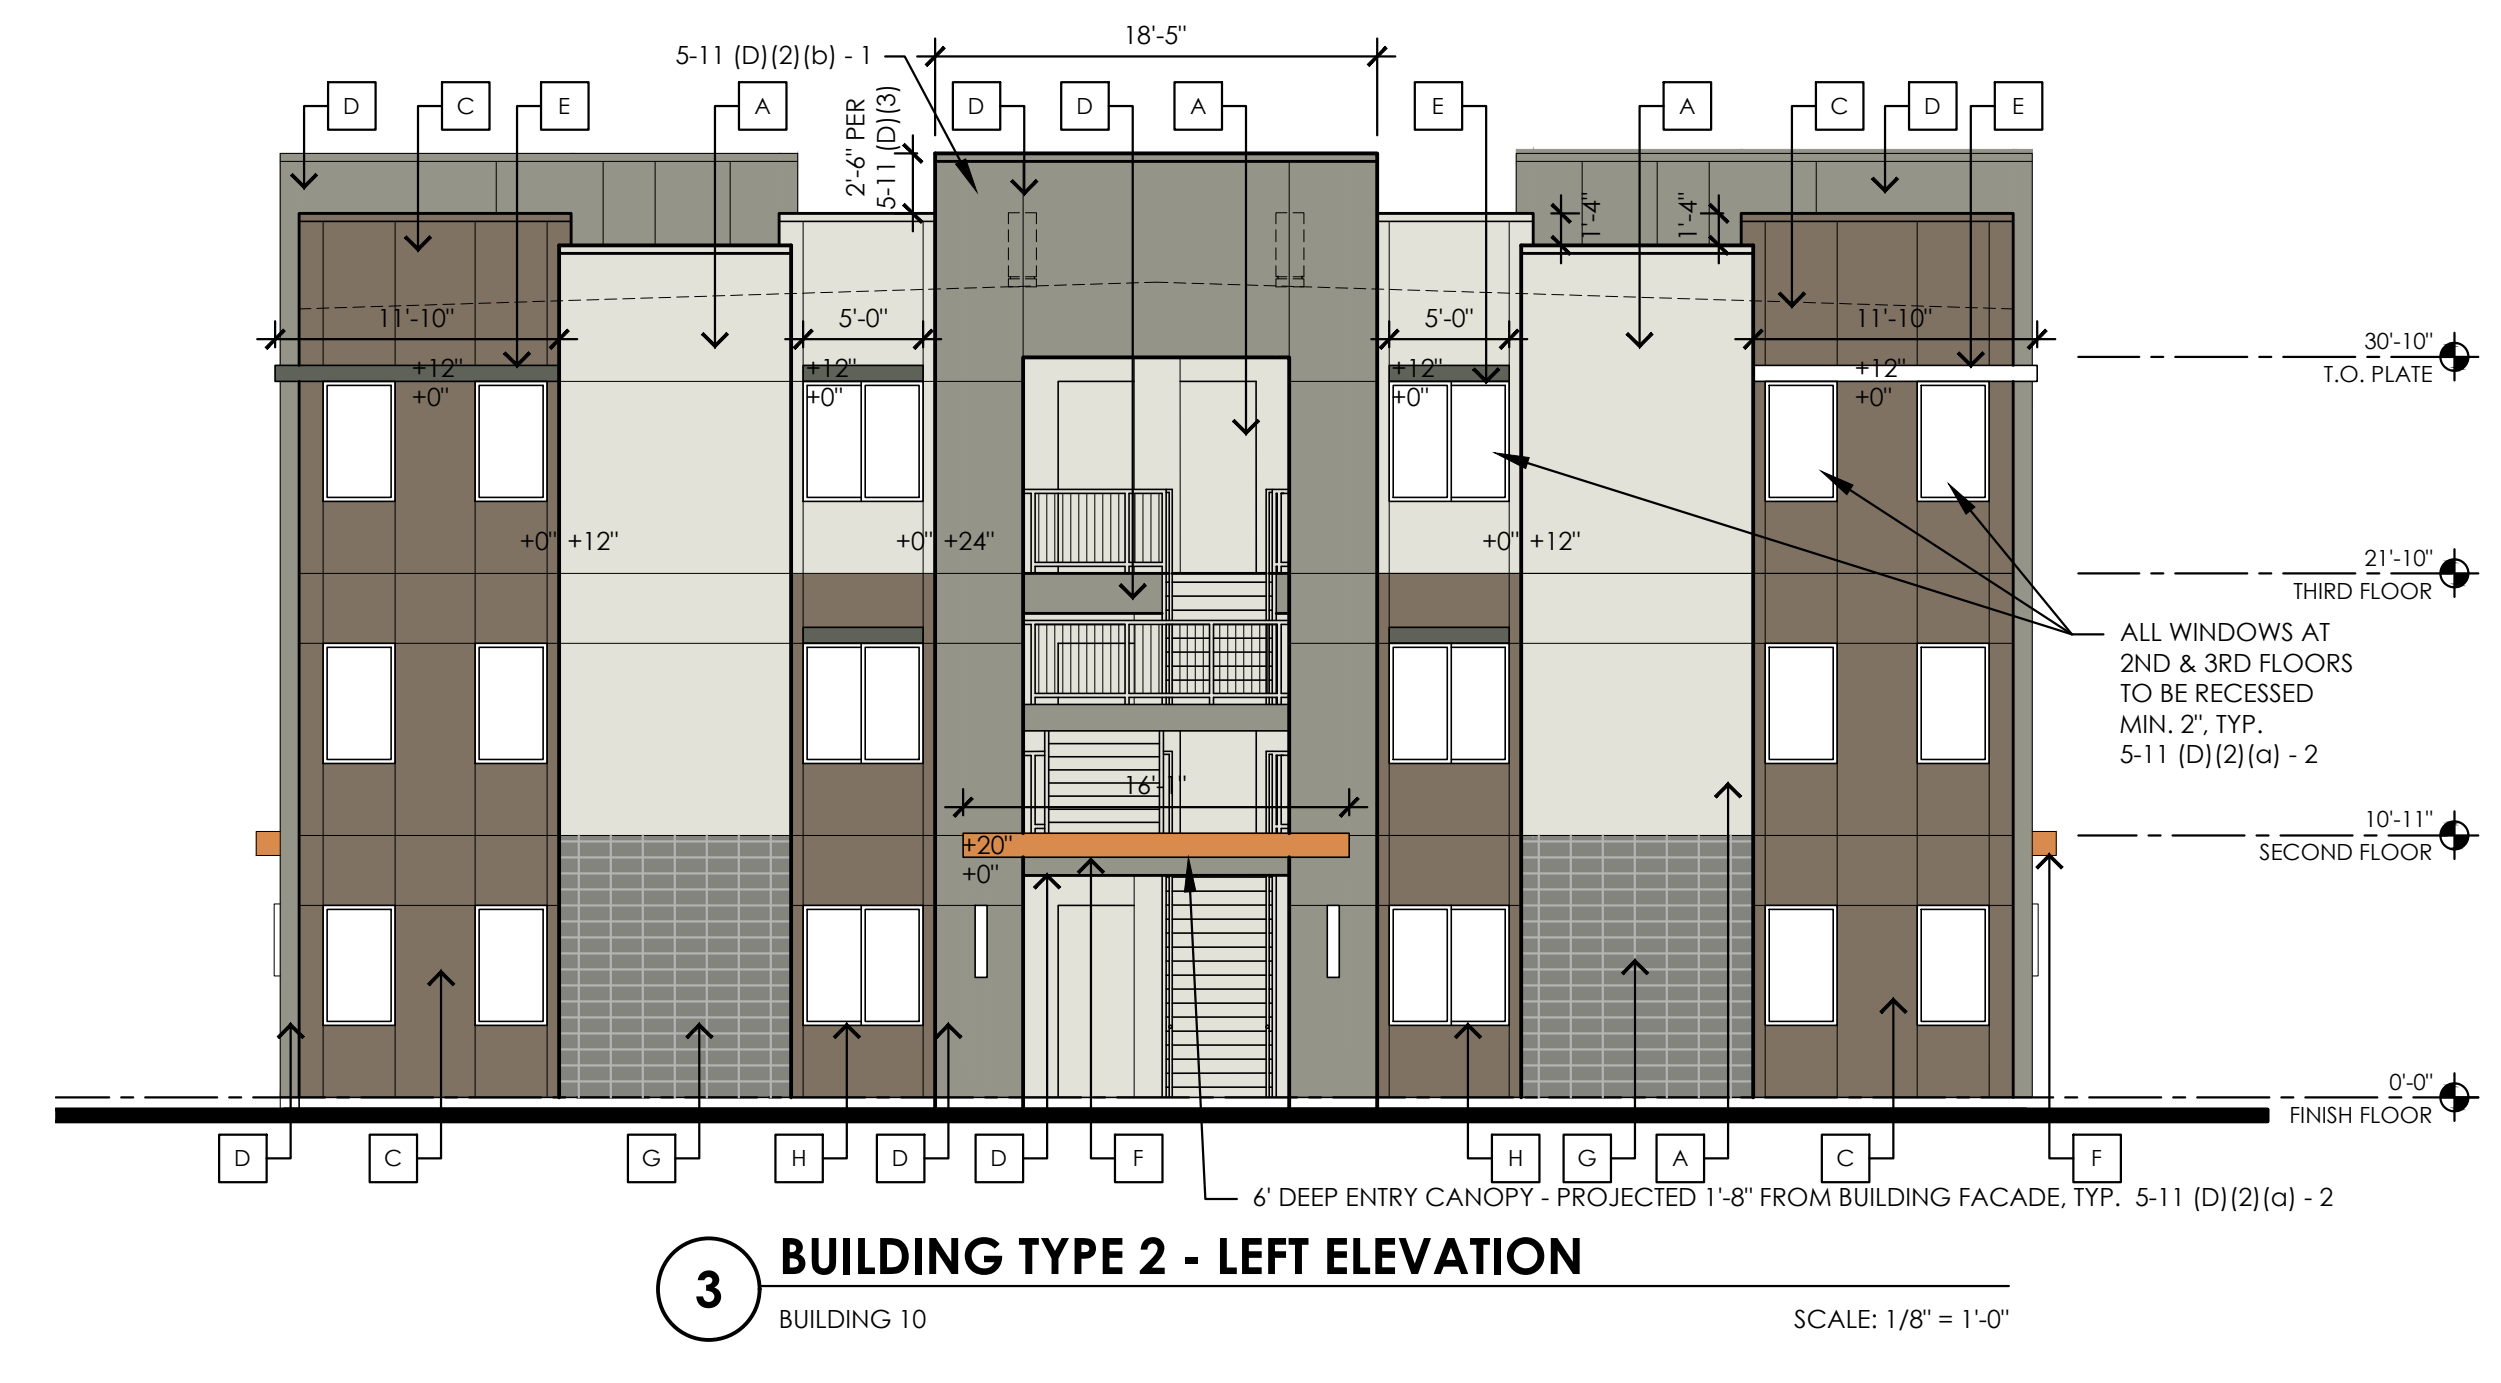 18'-5"
5-11 (D)(2)(b) - 1
D
C
E
A
2'-6" PER
5-11 (D)(3)
D
D
A
E
A
C
D
E
1'-4"
1'-4"
11'-10"
5'-0"
5'-0"
11'-10"
30'-10"
T.O. PLATE
+12"
+0"
+12"
+0"
+12"
+0"
+12"
+0"
+0" +12"
+0" +24"
+0" +12"
21'-10"
THIRD FLOOR
ALL WINDOWS AT
2ND & 3RD FLOORS
TO BE RECESSED
MIN. 2", TYP.
5-11 (D)(2)(a) - 2
16'-1"
+20"
+0"
10'-11"
SECOND FLOOR
0'-0"
FINISH FLOOR
D
C
G
H
D
D
F
H
G
A
C
F
6' DEEP ENTRY CANOPY - PROJECTED 1'-8" FROM BUILDING FACADE, TYP. 5-11 (D)(2)(a) - 2
3
BUILDING TYPE 2 - LEFT ELEVATION
BUILDING 10
SCALE: 1/8" = 1'-0"